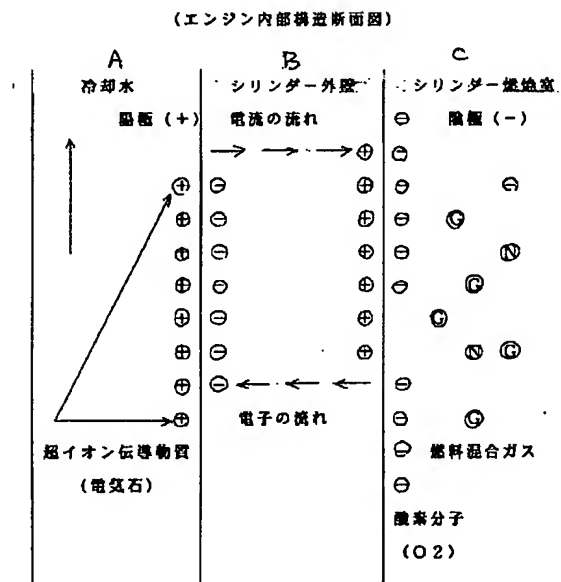 (エンジン内部構造断面図)
A
B
C
冷却水
シリンダー外殻
シリンダー燃焼室
陽極(+)
電流の流れ
⊖ 陰極(-)
→ → → ⊕ ⊖
⊕ ⊖ ⊕ ⊖ ⊖
⊕ ⊖ ⊕ ⊖ Ⓖ
⊕ ⊖ ⊕ ⊖ Ⓝ
⊕ ⊖ ⊕ ⊖ Ⓖ
⊕ ⊖ ⊕ Ⓖ
⊕ ⊖ ⊕ Ⓝ Ⓖ
⊕ ⊖ ← ← ← ⊖
⊕ 電子の流れ ⊖ Ⓖ
超イオン伝導物質
(電気石)
⊖ 燃料混合ガス
⊖
酸素分子
(O2)